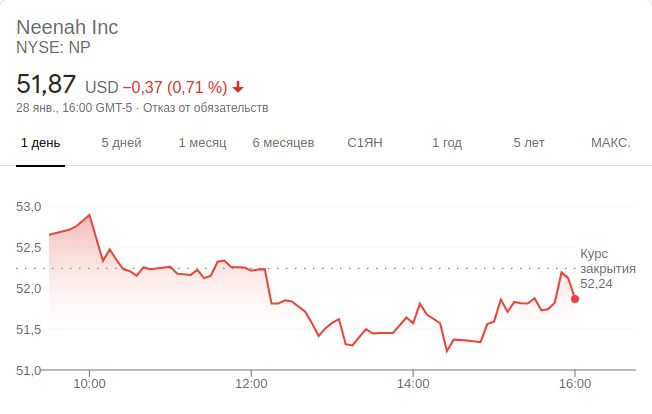 Neenah Inc
NYSE: NP
51,87 USD −0,37 (0,71 %)
28 янв., 16:00 GMT-5 · Отказ от обязательств
1 день 5 дней 1 месяц 6 месяцев С1ЯН 1 год 5 лет МАКС.
53,0
52,5
52,0
51,5
51,0
Курс
закрытия
52,24
10:00 12:00 14:00 16:00